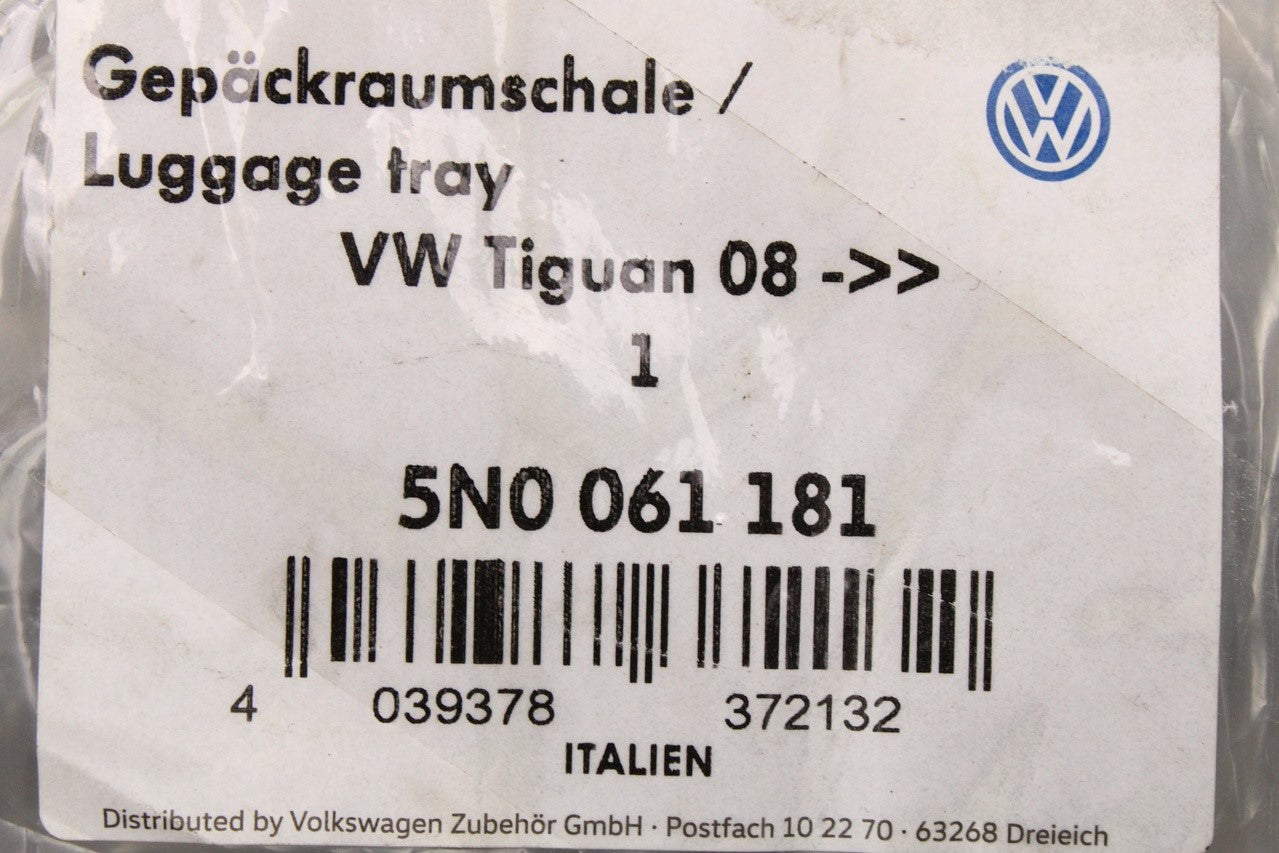 Gepäckraumschale /
Luggage tray
VW Tiguan 08 ->>
1
5N0 061 181
4 039378 372132
ITALIEN
Distributed by Volkswagen Zubehör GmbH · Postfach 10 22 70 · 63268 Dreieich